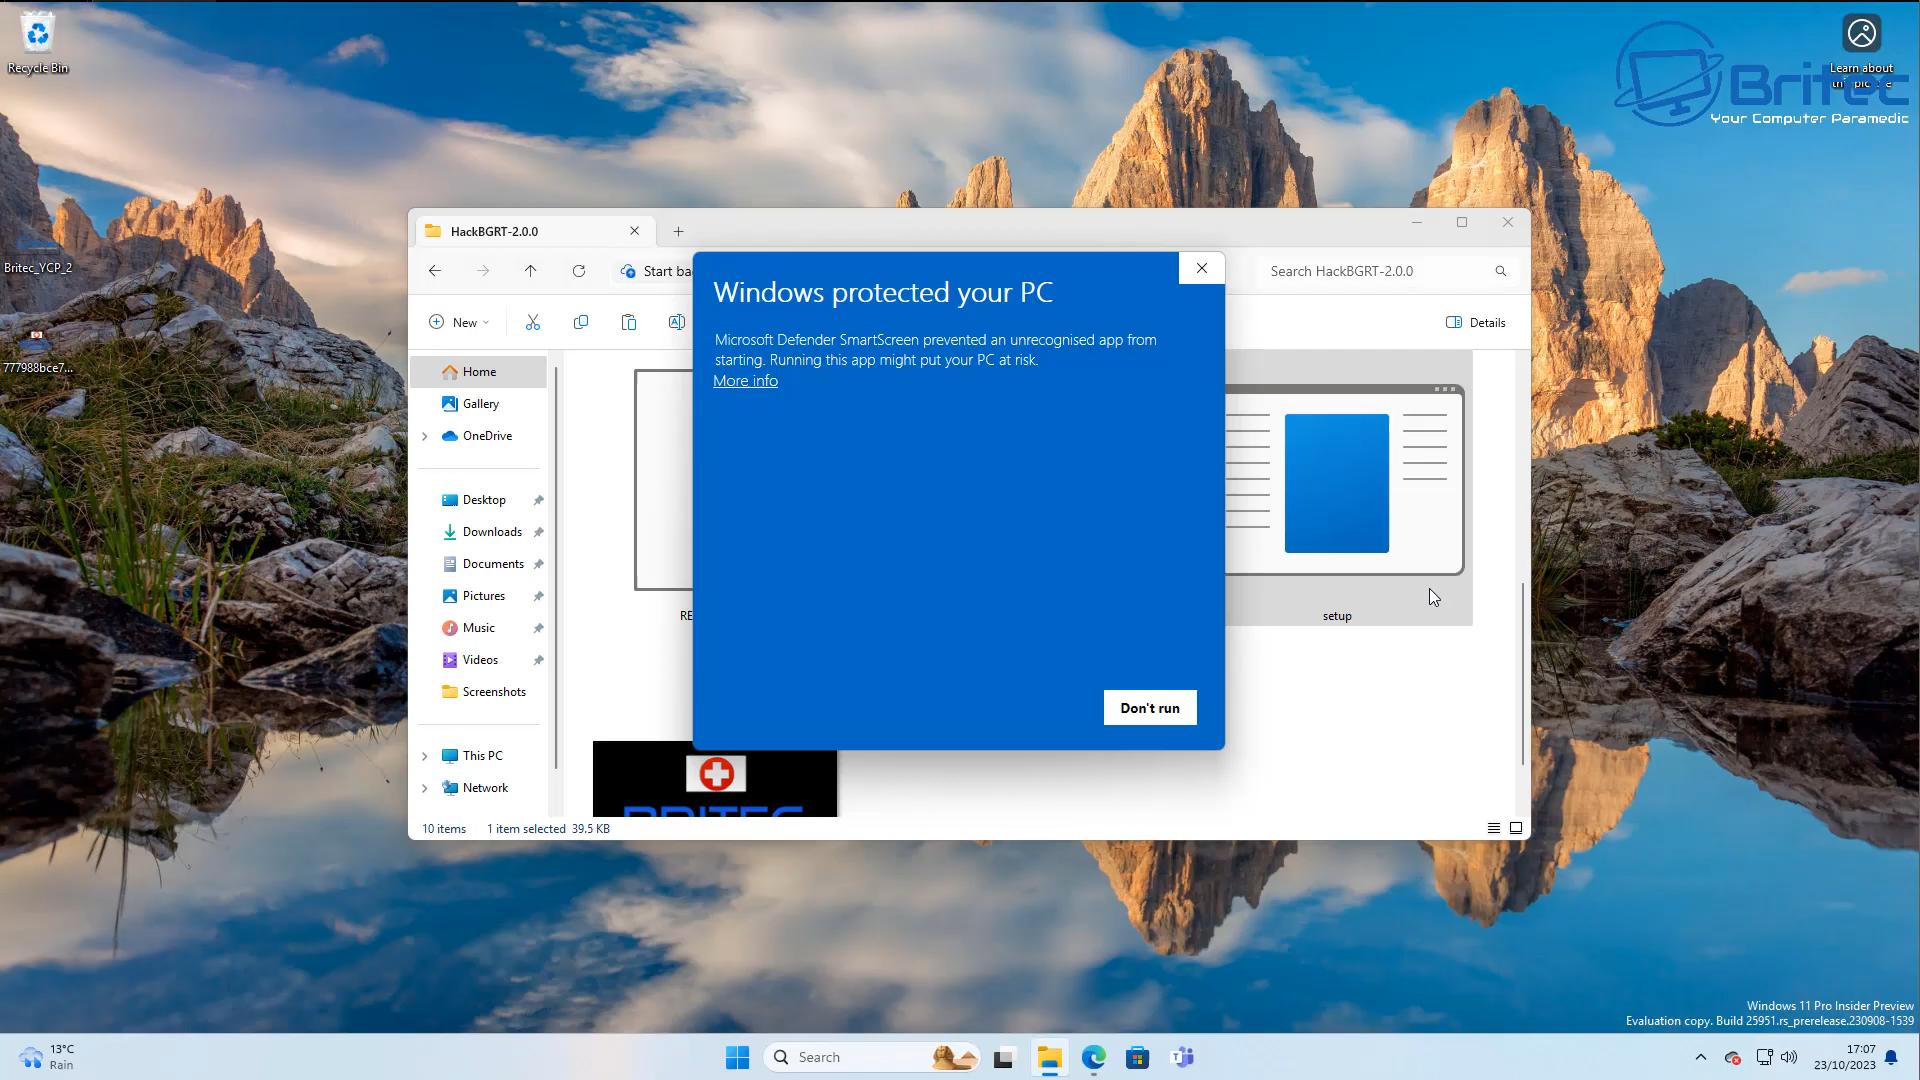 Recycle Bin
Learn about
Britec
Your Computer Paramedic
Britec_YCP_2
777988bce7...
HackBGRT-2.0.0
Start ba
Search HackBGRT-2.0.0
New
Details
Windows protected your PC
Microsoft Defender SmartScreen prevented an unrecognised app from
starting. Running this app might put your PC at risk.
More info
Don't run
Home
Gallery
OneDrive
Desktop
Downloads
Documents
Pictures
Music
Videos
Screenshots
This PC
Network
RE
setup
BRITEC
10 items
1 item selected 39.5 KB
Windows 11 Pro Insider Preview
Evaluation copy. Build 25951.rs_prerelease.230908-1539
13°C
Rain
Search
17:07
23/10/2023